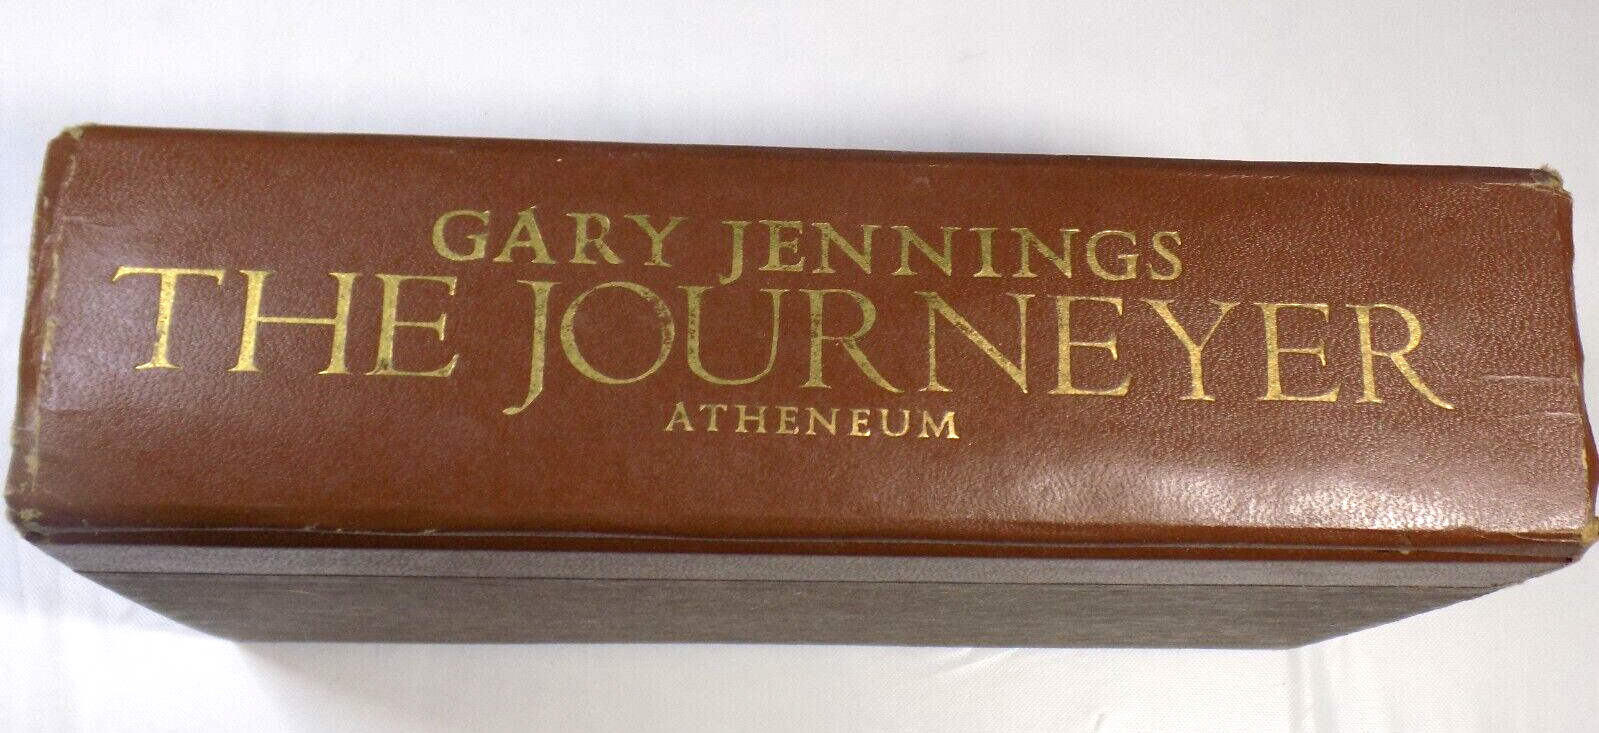 GARY JENNINGS
THE JOURNEYER
ATHENEUM